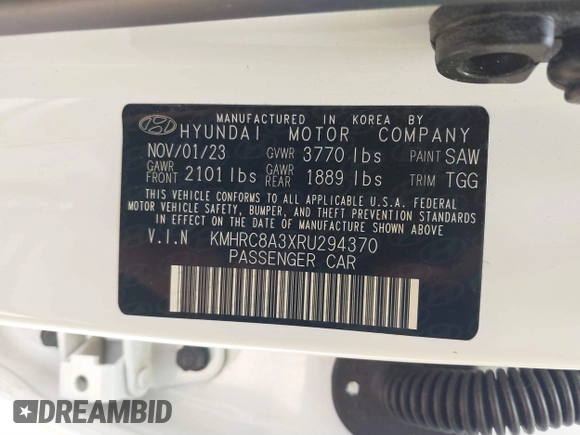 MANUFACTURED IN KOREA BY
HYUNDAI MOTOR COMPANY
NOV/01/23 GVWR 3770 lbs PAINT SAW
GAWR FRONT 2101 lbs GAWR REAR 1889 lbs TRIM TGG
THIS VEHICLE CONFORMS TO ALL APPLICABLE U.S.A. FEDERAL
MOTOR VEHICLE SAFETY, BUMPER, AND THEFT PREVENTION STANDARDS
IN EFFECT ON THE DATE OF MANUFACTURE SHOWN ABOVE
V.I.N KMHRC8A3XRU294370
PASSENGER CAR
DREAMBID